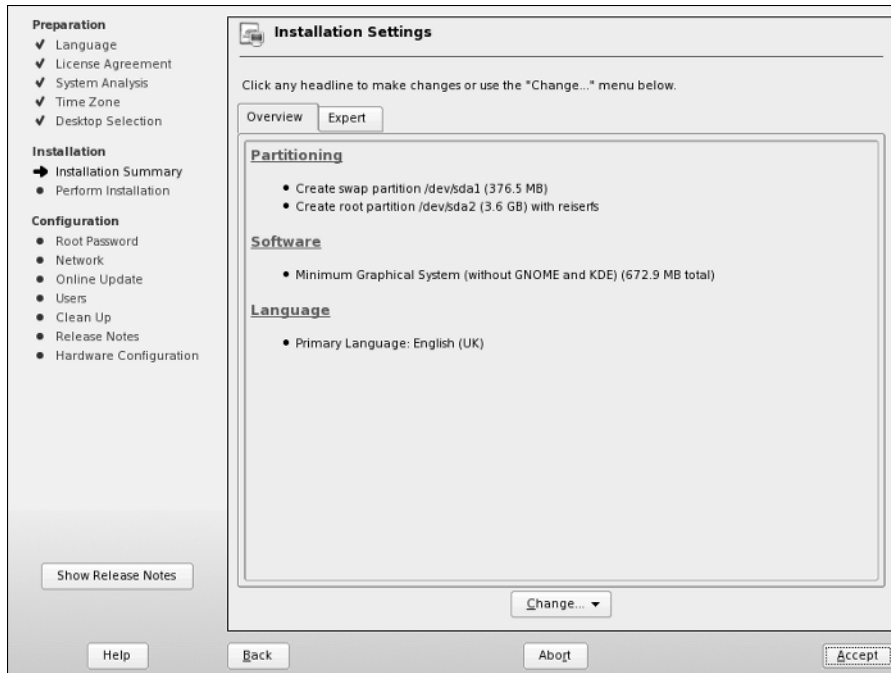 Preparation
Language
License Agreement
System Analysis
Time Zone
Desktop Selection
Installation
Installation Summary
Perform Installation
Configuration
Root Password
Network
Online Update
Users
Clean Up
Release Notes
Hardware Configuration
Show Release Notes
Installation Settings
Click any headline to make changes or use the "Change..." menu below.
Overview
Expert
Partitioning
Create swap partition /dev/sda1 (376.5 MB)
Create root partition /dev/sda2 (3.6 GB) with reiserfs
Software
Minimum Graphical System (without GNOME and KDE) (672.9 MB total)
Language
Primary Language: English (UK)
Change...
Help
Back
Abort
Accept